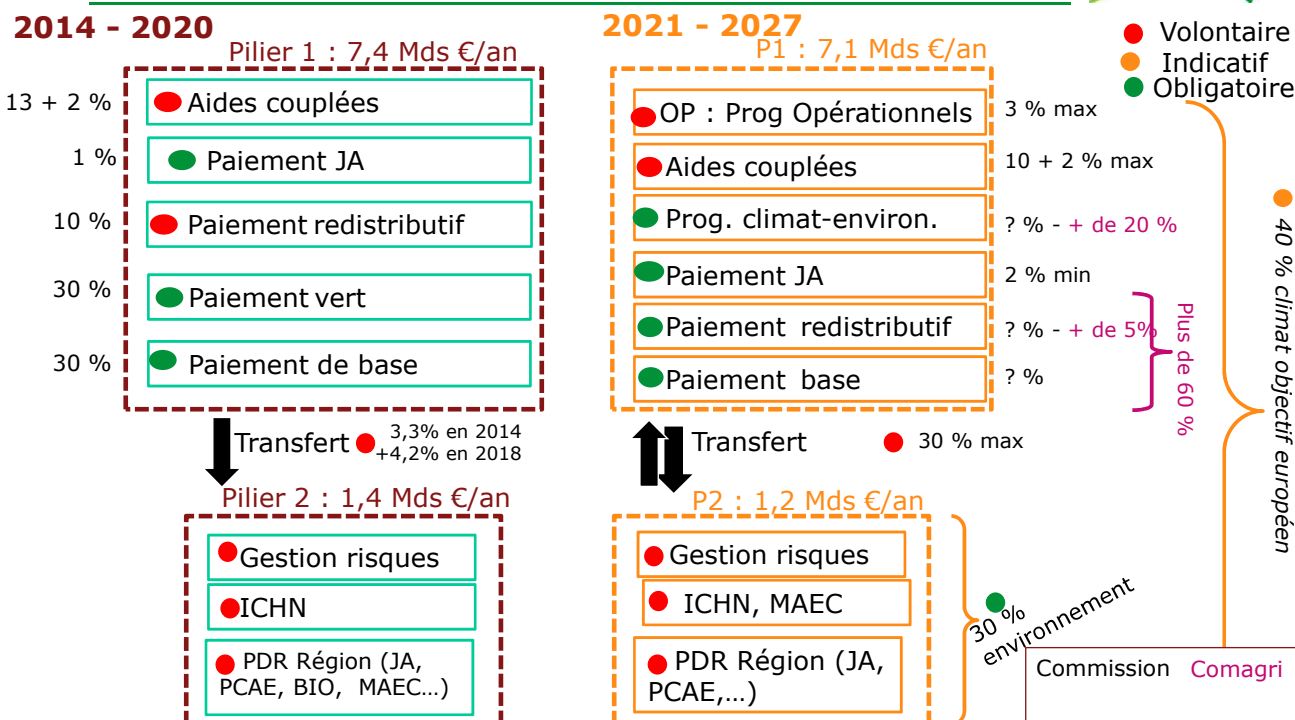 2014 - 2020
Pilier 1 : 7,4 Mds €/an
13 + 2 %
Aides couplées
1 %
Paiement JA
10 %
Paiement redistributif
30 %
Paiement vert
30 %
Paiement de base
Transfert
3,3% en 2014
+4,2% en 2018
Pilier 2 : 1,4 Mds €/an
Gestion risques
ICHN
PDR Région (JA,
PCAE, BIO, MAEC...)
2021 - 2027
P1 : 7,1 Mds €/an
OP : Prog Opérationnels
3 % max
Aides couplées
10 + 2 % max
Prog. climat-environ.
? % - + de 20 %
Paiement JA
2 % min
Paiement redistributif
? % - + de 5%
Paiement base
? %
Plus de 60 %
Transfert
30 % max
P2 : 1,2 Mds €/an
Gestion risques
ICHN, MAEC
PDR Région (JA,
PCAE,...)
30 %
environnement
Volontaire
Indicatif
Obligatoire
40 % climat objectif européen
Commission Comagri